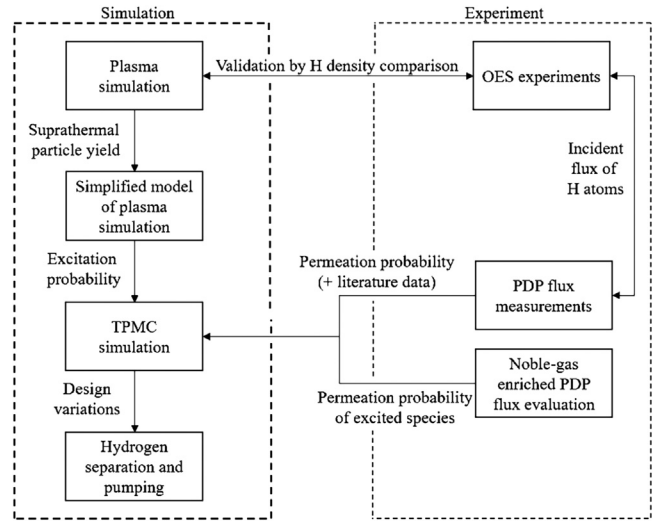 Simulation
Experiment
Plasma
simulation
Validation by H density comparison
OES experiments
Suprathermal
particle yield
Incident
flux of
H atoms
Simplified model
of plasma
simulation
Excitation
probability
Permeation probability
(+ literature data)
PDP flux
measurements
TPMC
simulation
Noble-gas
enriched PDP
flux evaluation
Design
variations
Permeation probability
of excited species
Hydrogen
separation and
pumping